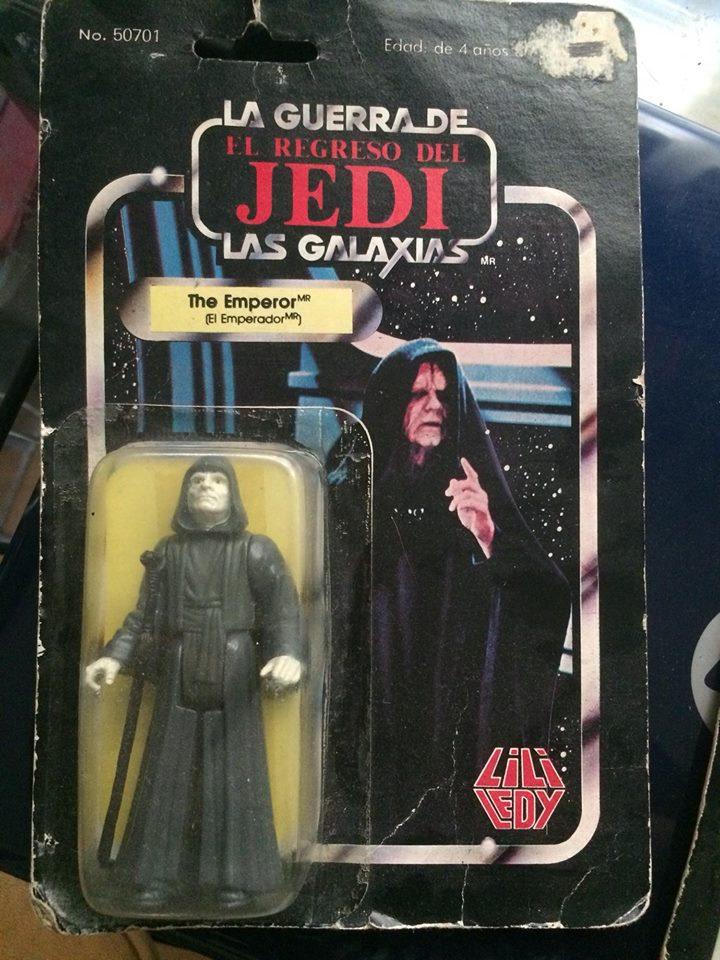 No. 50701
Edad: de 4 años
LA GUERRA DE
EL REGRESO DEL
JEDI
LAS GALAXIAS MR
The Emperor MR
(El Emperador MR)
LiLi
LEDY